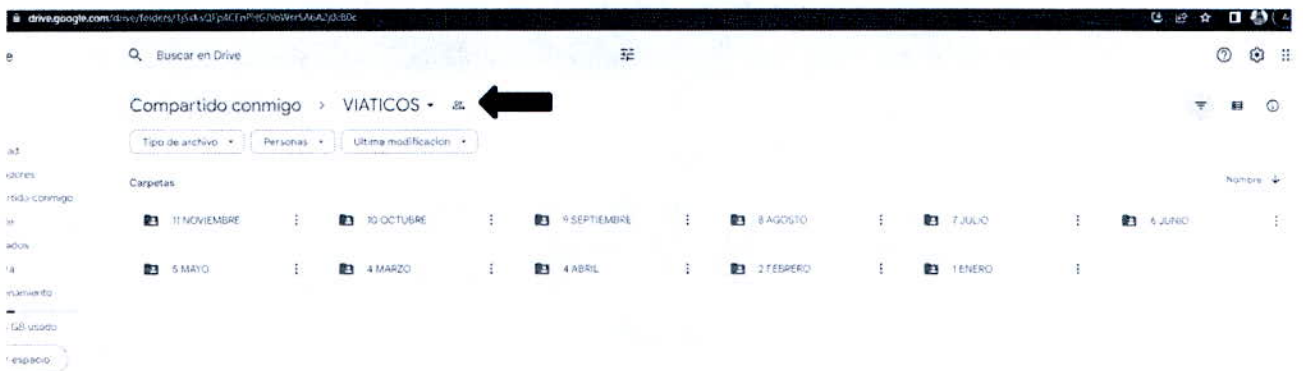 drive.google.com/drive/folders/
Buscar en Drive
Compartido conmigo > VIATICOS
Tipo de archivo
Personas
Ultima modificacion
Carpetas
Nombre
11 NOVIEMBRE
10 OCTUBRE
9 SEPTIEMBRE
8 AGOSTO
7 JULIO
6 JUNIO
5 MAYO
4 MARZO
4 ABRIL
2 FEBRERO
1 ENERO
GB usado
espacio